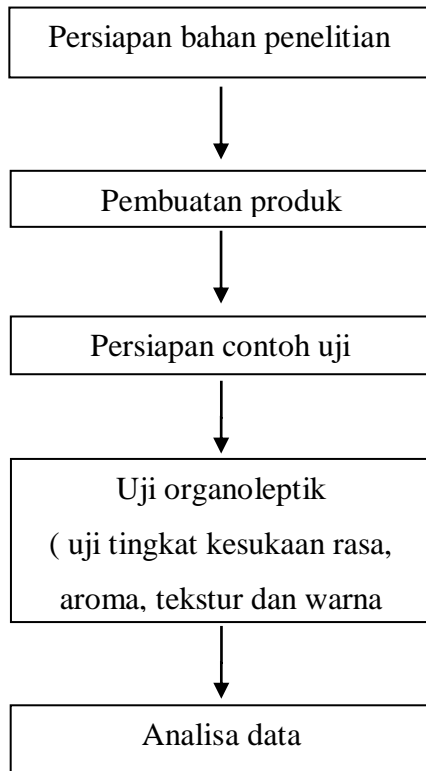 Persiapan bahan penelitian
Pembuatan produk
Persiapan contoh uji
Uji organoleptik
( uji tingkat kesukaan rasa,
aroma, tekstur dan warna
Analisa data